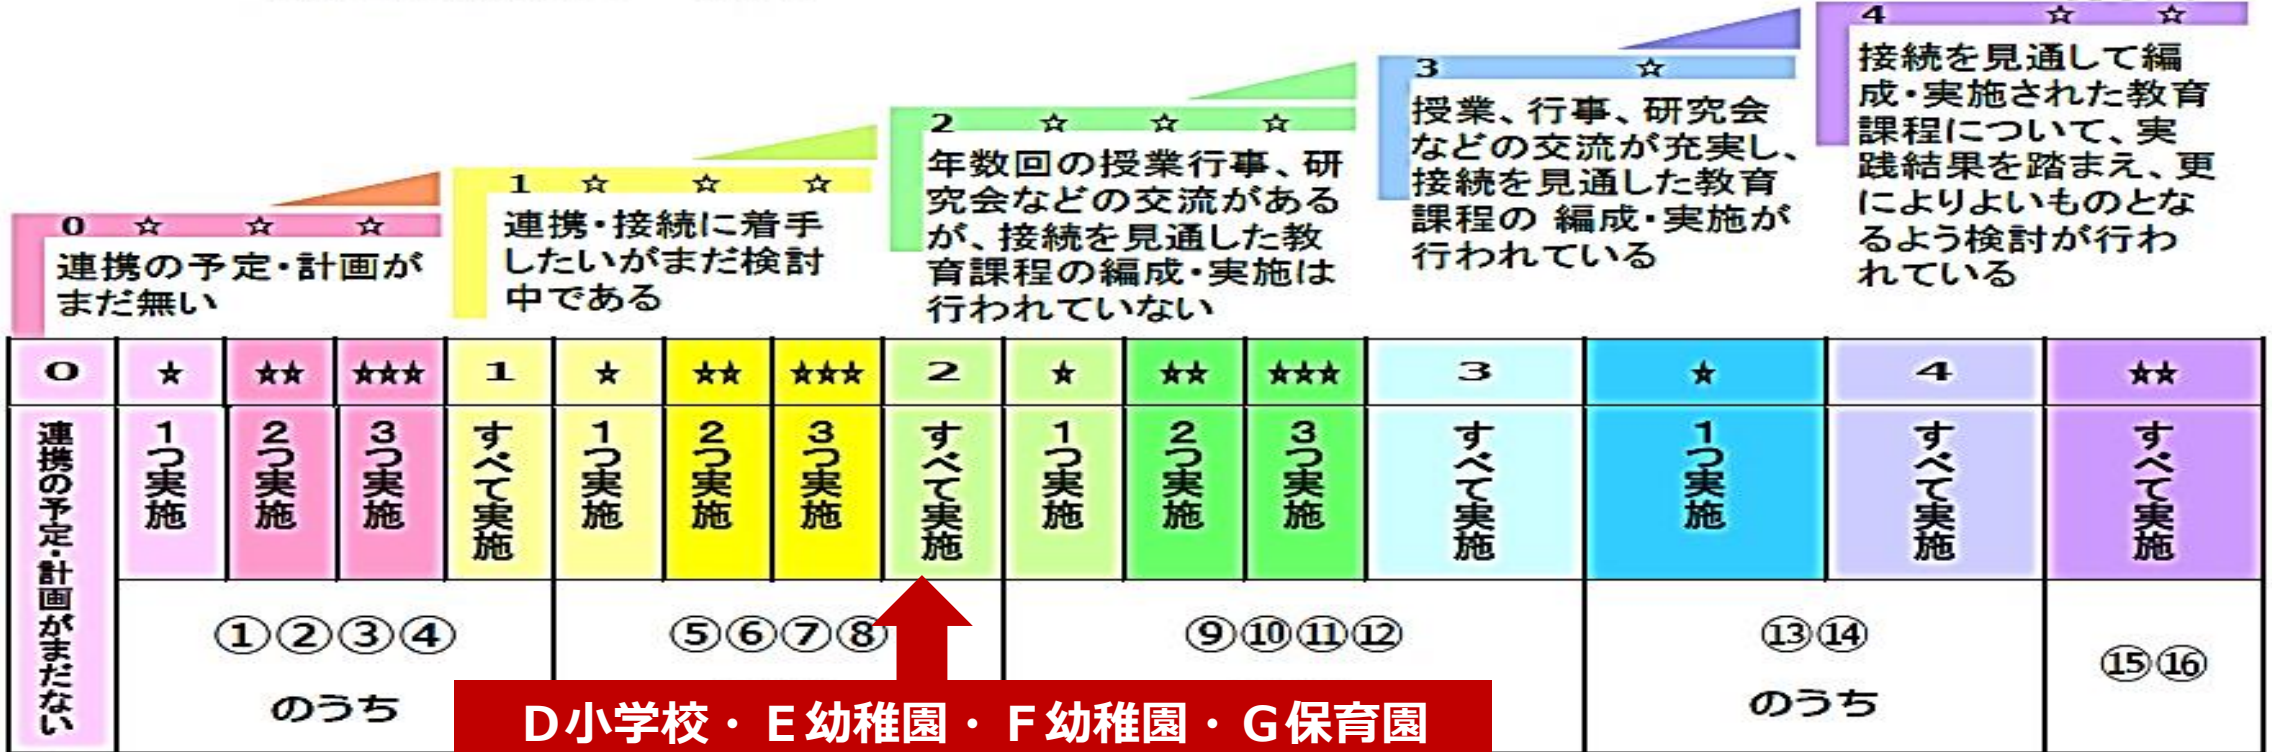 0 ☆ ☆ ☆
連携の予定・計画が
まだ無い
1 ☆ ☆ ☆
連携・接続に着手
したいがまだ検討
中である
2 ☆ ☆ ☆
年数回の授業行事、研
究会などの交流がある
が、接続を見通した教
育課程の編成・実施は
行われていない
3 ☆
授業、行事、研究会
などの交流が充実し、
接続を見通した教育
課程の 編成・実施が
行われている
4 ☆ ☆
接続を見通して編
成・実施された教育
課程について、実
践結果を踏まえ、更
によりよいものとな
るよう検討が行わ
れている
0 ★ ★★ ★★★ 1 ★ ★★ ★★★ 2 ★ ★★ ★★★ 3 ★ 4 ★★
連携の予定・計画がまだない
1つ実施
2つ実施
3つ実施
すべて実施
1つ実施
2つ実施
3つ実施
すべて実施
1つ実施
2つ実施
3つ実施
すべて実施
1つ実施
すべて実施
すべて実施
①②③④
のうち
⑤⑥⑦⑧
⑨⑩⑪⑫
⑬⑭
のうち
⑮⑯
D小学校・E幼稚園・F幼稚園・G保育園